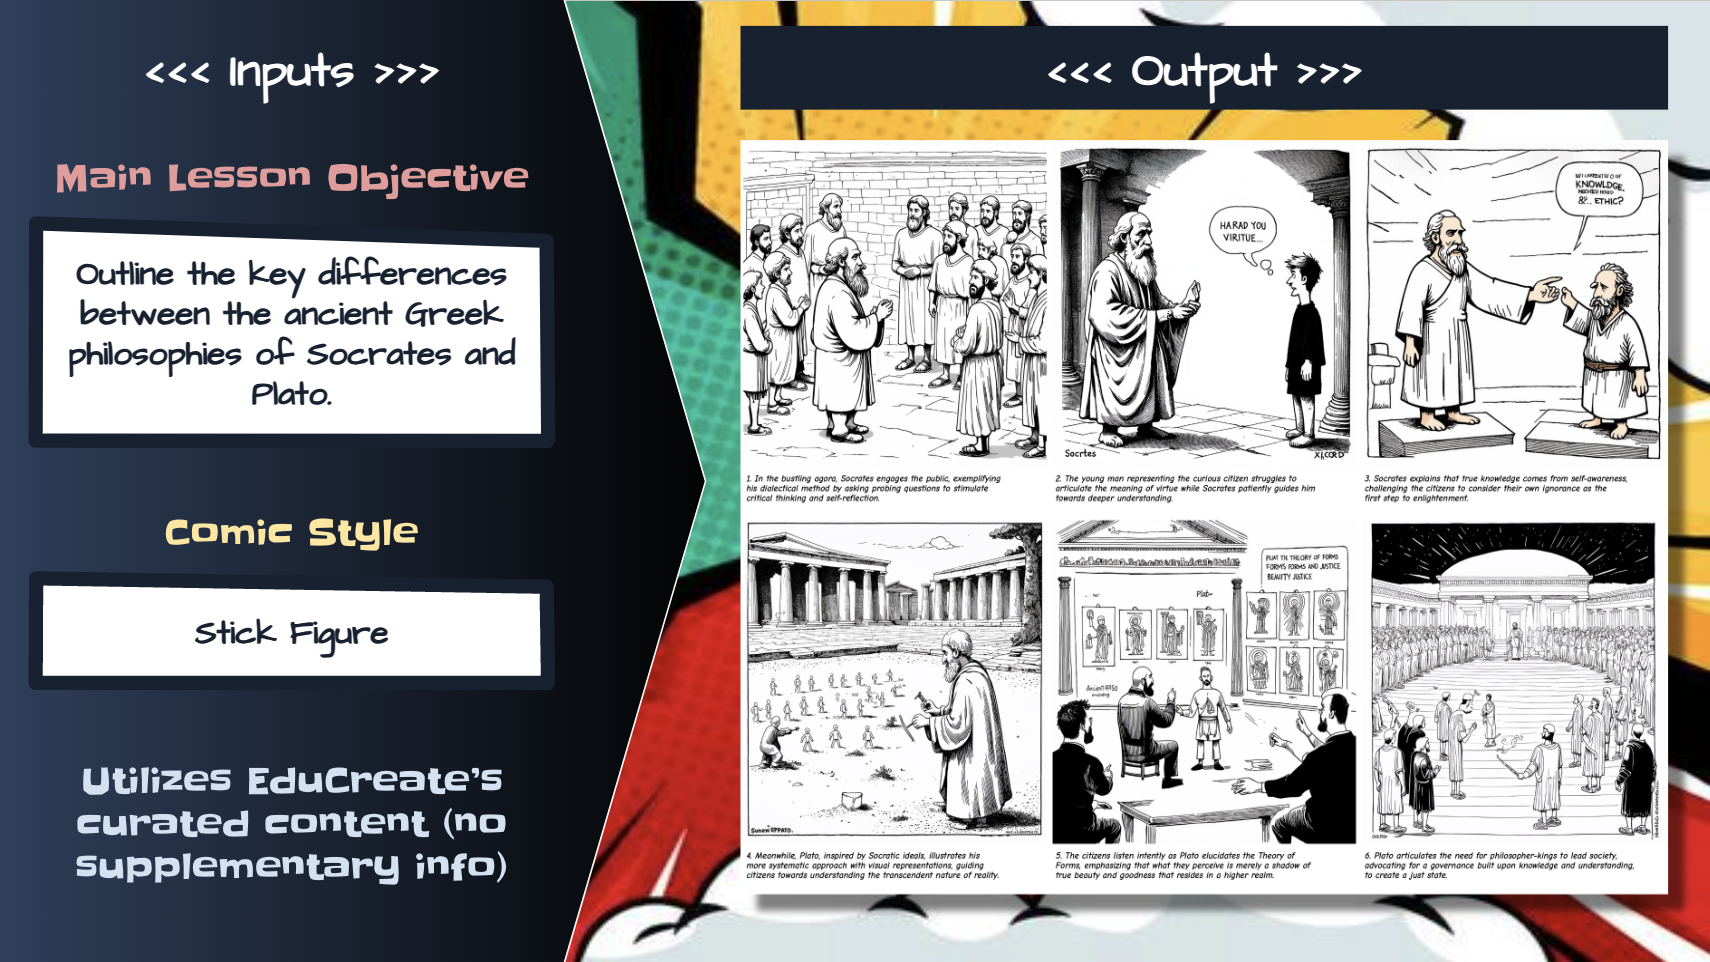 <<< Inputs >>>
Main Lesson Objective
Outline the key differences
between the ancient Greek
philosophies of Socrates and
Plato.
Comic Style
Stick Figure
Utilizes EduCreate's
curated content (no
supplementary info)
<<< Output >>>
HARAD YOU
VIRITUE...
Socrtes
XI,CORD
KNOWLDGE,
&?.. ETHIC?
1. In the bustling agora, Socrates engages the public, exemplifying
his dialectical method by asking probing questions to stimulate
critical thinking and self-reflection.
2. The young man representing the curious citizen struggles to
articulate the meaning of virtue while Socrates patiently guides him
towards deeper understanding.
3. Socrates explains that true knowledge comes from self-awareness,
challenging the citizens to consider their own ignorance as the
first step to enlightenment.
PUAT TIC THEORY OF FORMS
FORMS FORMS AND JUSTICE
BEAUITY JUSTICE
Plat-
4. Meanwhile, Plato, inspired by Socratic ideals, illustrates his
more systematic approach with visual representations, guiding
citizens towards understanding the transcendent nature of reality.
5. The citizens listen intently as Plato elucidates the Theory of
Forms, emphasizing that what they perceive is merely a shadow of
true beauty and goodness that resides in a higher realm.
6. Plato articulates the need for philosopher-kings to lead society,
advocating for a governance built upon knowledge and understanding,
to create a just state.